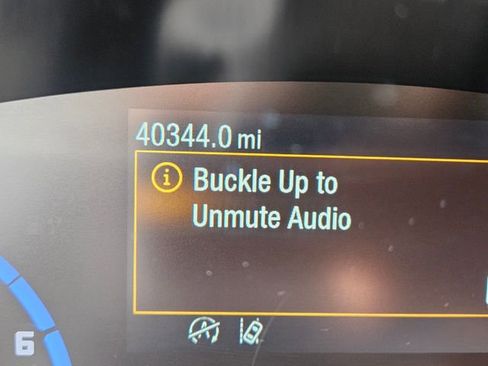 40344.0 mi
i Buckle Up to
Unmute Audio
6